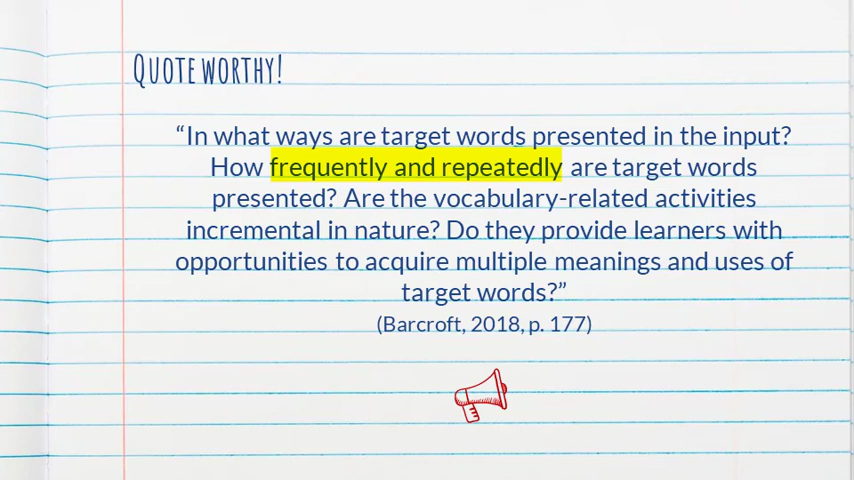 Quote worthy!
“In what ways are target words presented in the input?
How frequently and repeatedly are target words
presented? Are the vocabulary-related activities
incremental in nature? Do they provide learners with
opportunities to acquire multiple meanings and uses of
target words?”
(Barcroft, 2018, p. 177)